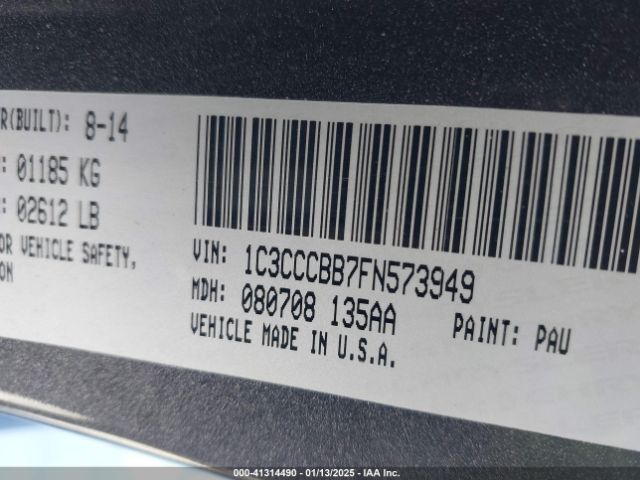 R(BUILT): 8-14
: 01185 KG
: 02612 LB
OR VEHICLE SAFETY,
ON
VIN: 1C3CCCBB7FN573949
MDH: 080708 135AA PAINT: PAU
VEHICLE MADE IN U.S.A.
000-41314490 - 01/13/2025 - IAA Inc.